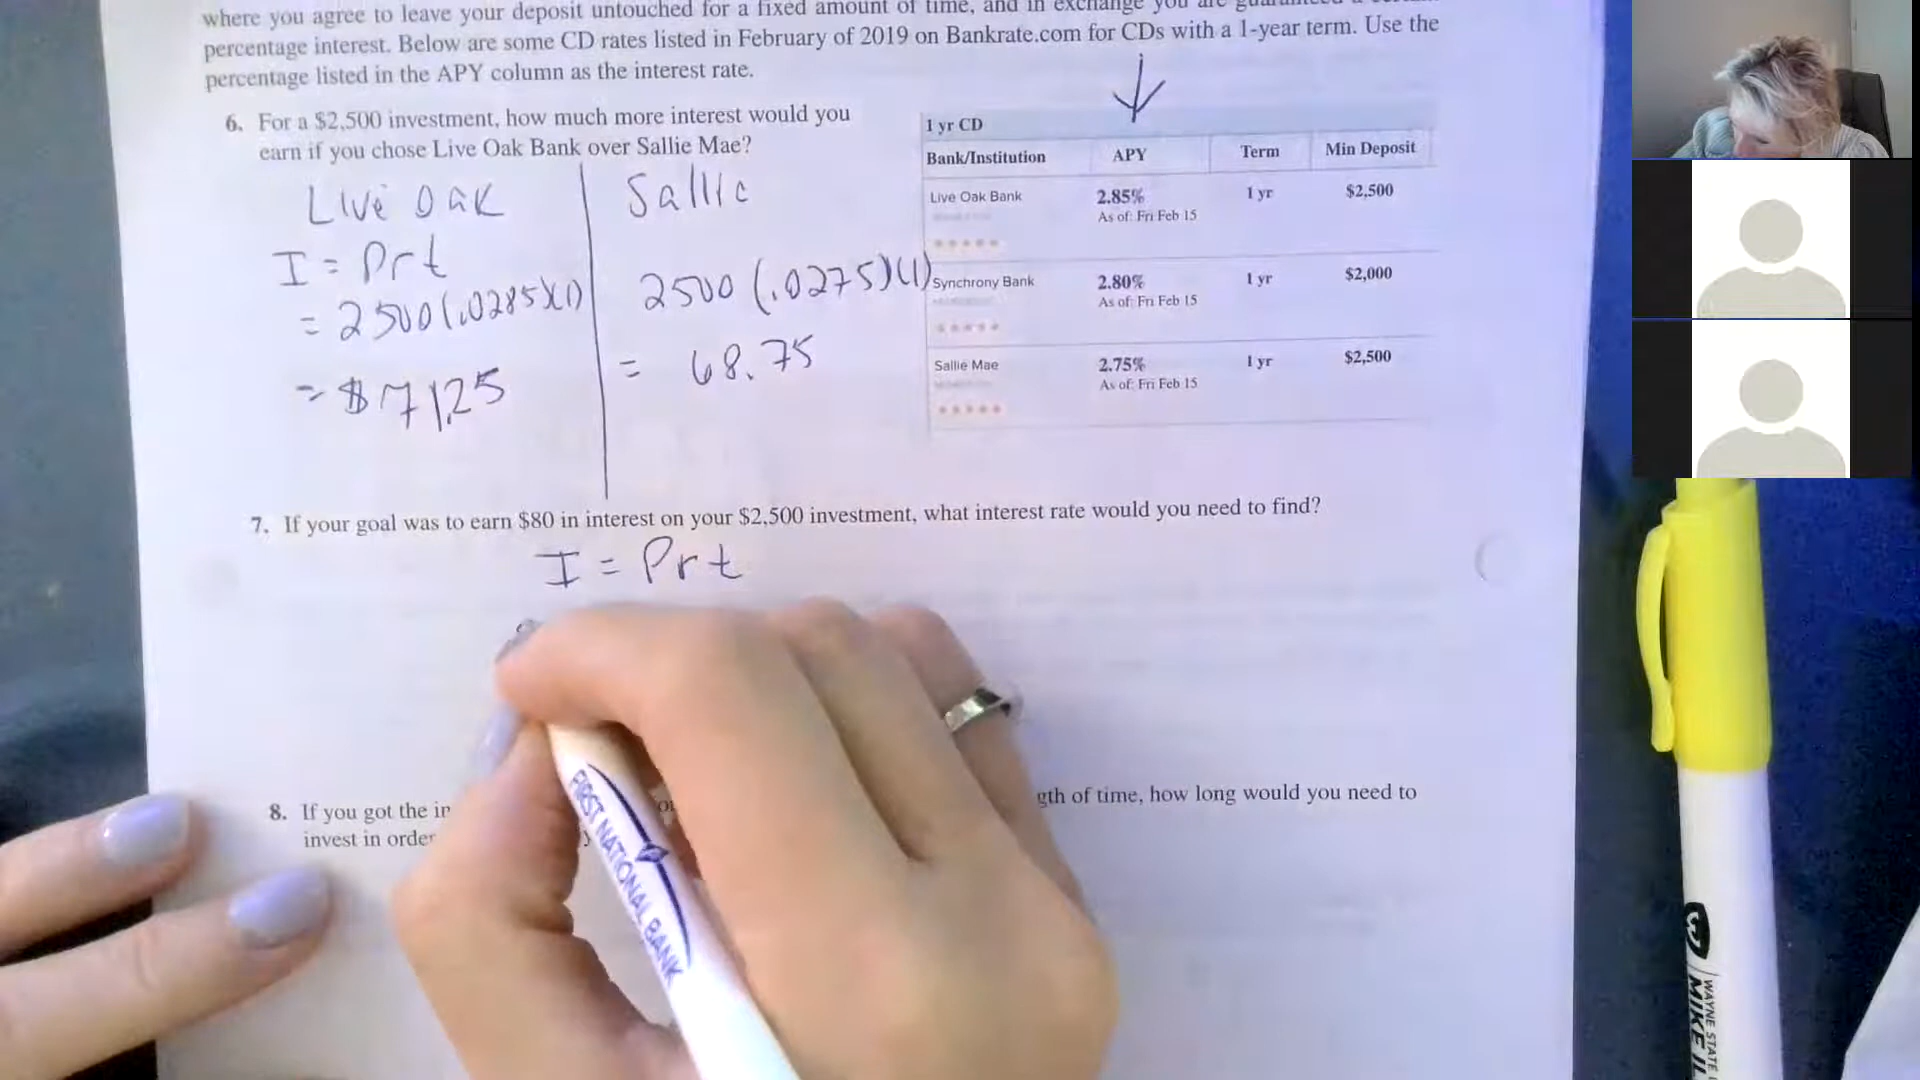 where you agree to leave your deposit untouched for a fixed amount of time, and in exchange you are guaranteed a
percentage interest. Below are some CD rates listed in February of 2019 on Bankrate.com for CDs with a 1-year term. Use the
percentage listed in the APY column as the interest rate.
6. For a $2,500 investment, how much more interest would you
earn if you chose Live Oak Bank over Sallie Mae?
Live Oak
I = Prt
= 2500(.0285)(1)
= $71.25
Sallie
2500 (.0275)(1)
= 68.75
1 yr CD
Bank/Institution APY Term Min Deposit
Live Oak Bank 2.85% 1 yr $2,500
As of: Fri Feb 15
Synchrony Bank 2.80% 1 yr $2,000
As of: Fri Feb 15
Sallie Mae 2.75% 1 yr $2,500
As of: Fri Feb 15
7. If your goal was to earn $80 in interest on your $2,500 investment, what interest rate would you need to find?
I = Prt
8. If you got the in gth of time, how long would you need to
invest in order
FIRST NATIONAL BANK
WAYNE STATE
MIKE IL